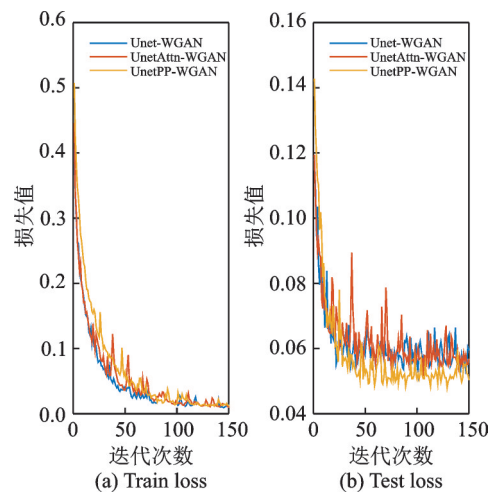 0.6
0.5
0.4
0.3
0.2
0.1
0.0
损失值
Unet-WGAN
UnetAttn-WGAN
UnetPP-WGAN
0 50 100 150
迭代次数
(a) Train loss
0.16
0.14
0.12
0.10
0.08
0.06
0.04
损失值
Unet-WGAN
UnetAttn-WGAN
UnetPP-WGAN
0 50 100 150
迭代次数
(b) Test loss